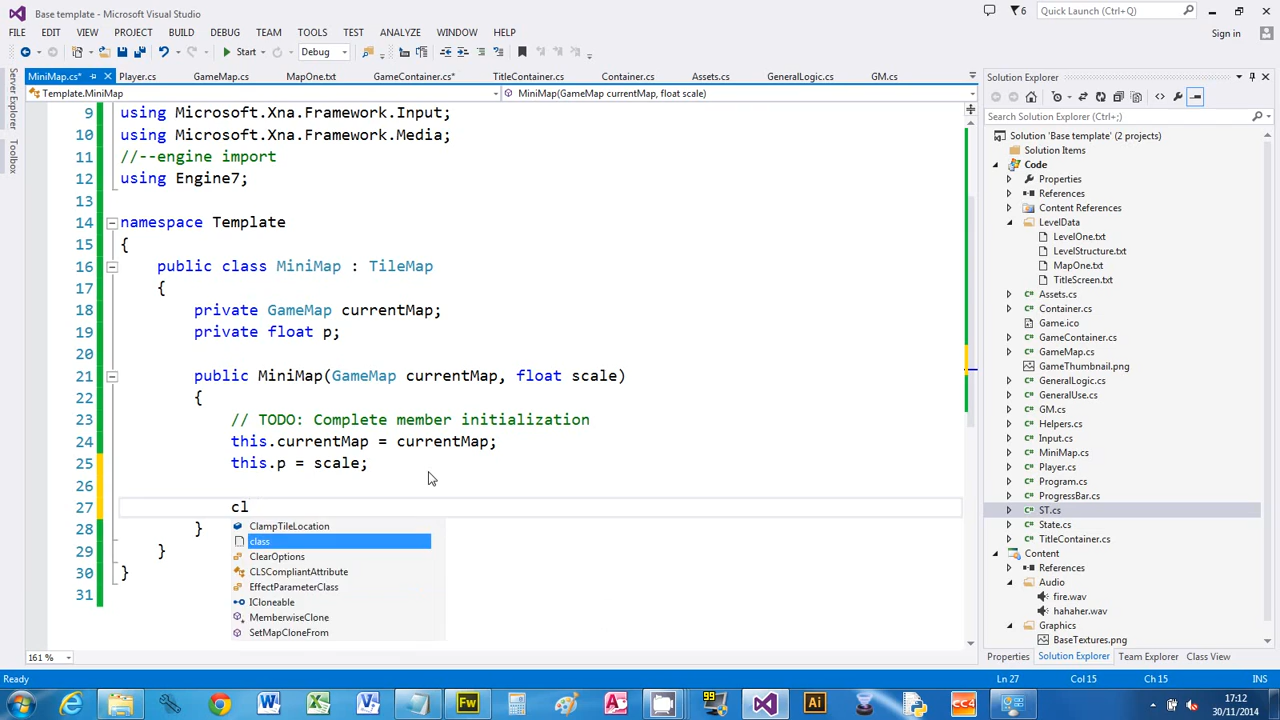 Base template - Microsoft Visual Studio
6
Quick Launch (Ctrl+Q)
FILE EDIT VIEW PROJECT BUILD DEBUG TEAM TOOLS TEST ANALYZE WINDOW HELP
Sign in
Start
Debug
MiniMap.cs* Player.cs GameMap.cs MapOne.txt GameContainer.cs* TitleContainer.cs Container.cs Assets.cs GeneralLogic.cs GM.cs
Template.MiniMap
MiniMap(GameMap currentMap, float scale)
Server Explorer
Toolbox
9 using Microsoft.Xna.Framework.Input;
10 using Microsoft.Xna.Framework.Media;
11 //--engine import
12 using Engine7;
13
14 namespace Template
15 {
16 public class MiniMap : TileMap
17 {
18 private GameMap currentMap;
19 private float p;
20
21 public MiniMap(GameMap currentMap, float scale)
22 {
23 // TODO: Complete member initialization
24 this.currentMap = currentMap;
25 this.p = scale;
26
27 cl
28 }
29 }
30 }
31
ClampTileLocation
class
ClearOptions
CLSCompliantAttribute
EffectParameterClass
ICloneable
MemberwiseClone
SetMapCloneFrom
161 %
Solution Explorer
Search Solution Explorer (Ctrl+;)
Solution 'Base template' (2 projects)
Solution Items
Code
Properties
References
Content References
LevelData
LevelOne.txt
LevelStructure.txt
MapOne.txt
TitleScreen.txt
Assets.cs
Container.cs
Game.ico
GameContainer.cs
GameMap.cs
GameThumbnail.png
GeneralLogic.cs
GeneralUse.cs
GM.cs
Helpers.cs
Input.cs
MiniMap.cs
Player.cs
Program.cs
ProgressBar.cs
ST.cs
State.cs
TitleContainer.cs
Content
References
Audio
fire.wav
hahaher.wav
Graphics
BaseTextures.png
Properties Solution Explorer Team Explorer Class View
Ready
Ln 27 Col 15 Ch 15 INS
17:12
30/11/2014